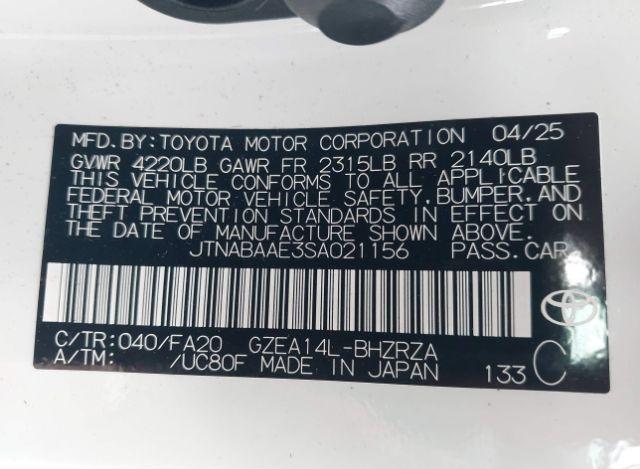 MFD.BY:TOYOTA MOTOR CORPORATION 04/25
GVWR 4220LB GAWR FR 2315LB RR 2140LB
THIS VEHICLE CONFORMS TO ALL APPLICABLE
FEDERAL MOTOR VEHICLE SAFETY,BUMPER,AND
THEFT PREVENTION STANDARDS IN EFFECT ON
THE DATE OF MANUFACTURE SHOWN ABOVE.
JTNABAAE3SA021156 PASS.CAR
C/TR:040/FA20 GZEA14L-BHZRZA
A/TM: /UC80F MADE IN JAPAN 133 C